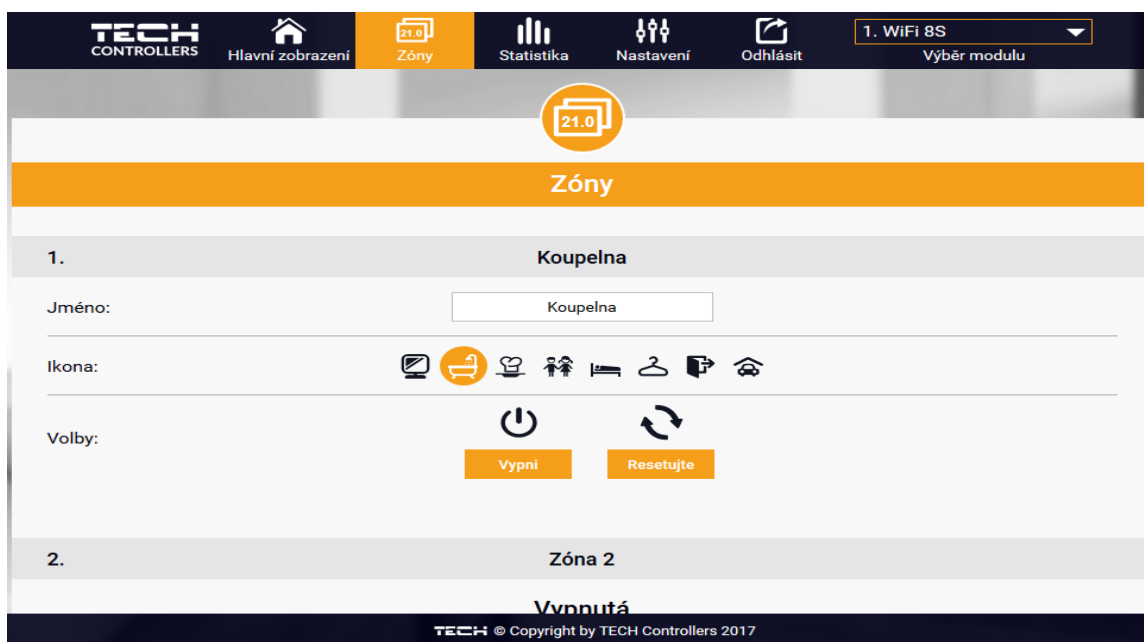 TECH
CONTROLLERS
Hlavní zobrazení
21.0
Zóny
Statistika
Nastavení
Odhlásit
1. WiFi 8S
Výběr modulu
21.0
Zóny
1. Koupelna
Jméno: Koupelna
Ikona:
Volby:
Vypni Resetujte
2. Zóna 2
Vypnutá
TECH © Copyright by TECH Controllers 2017